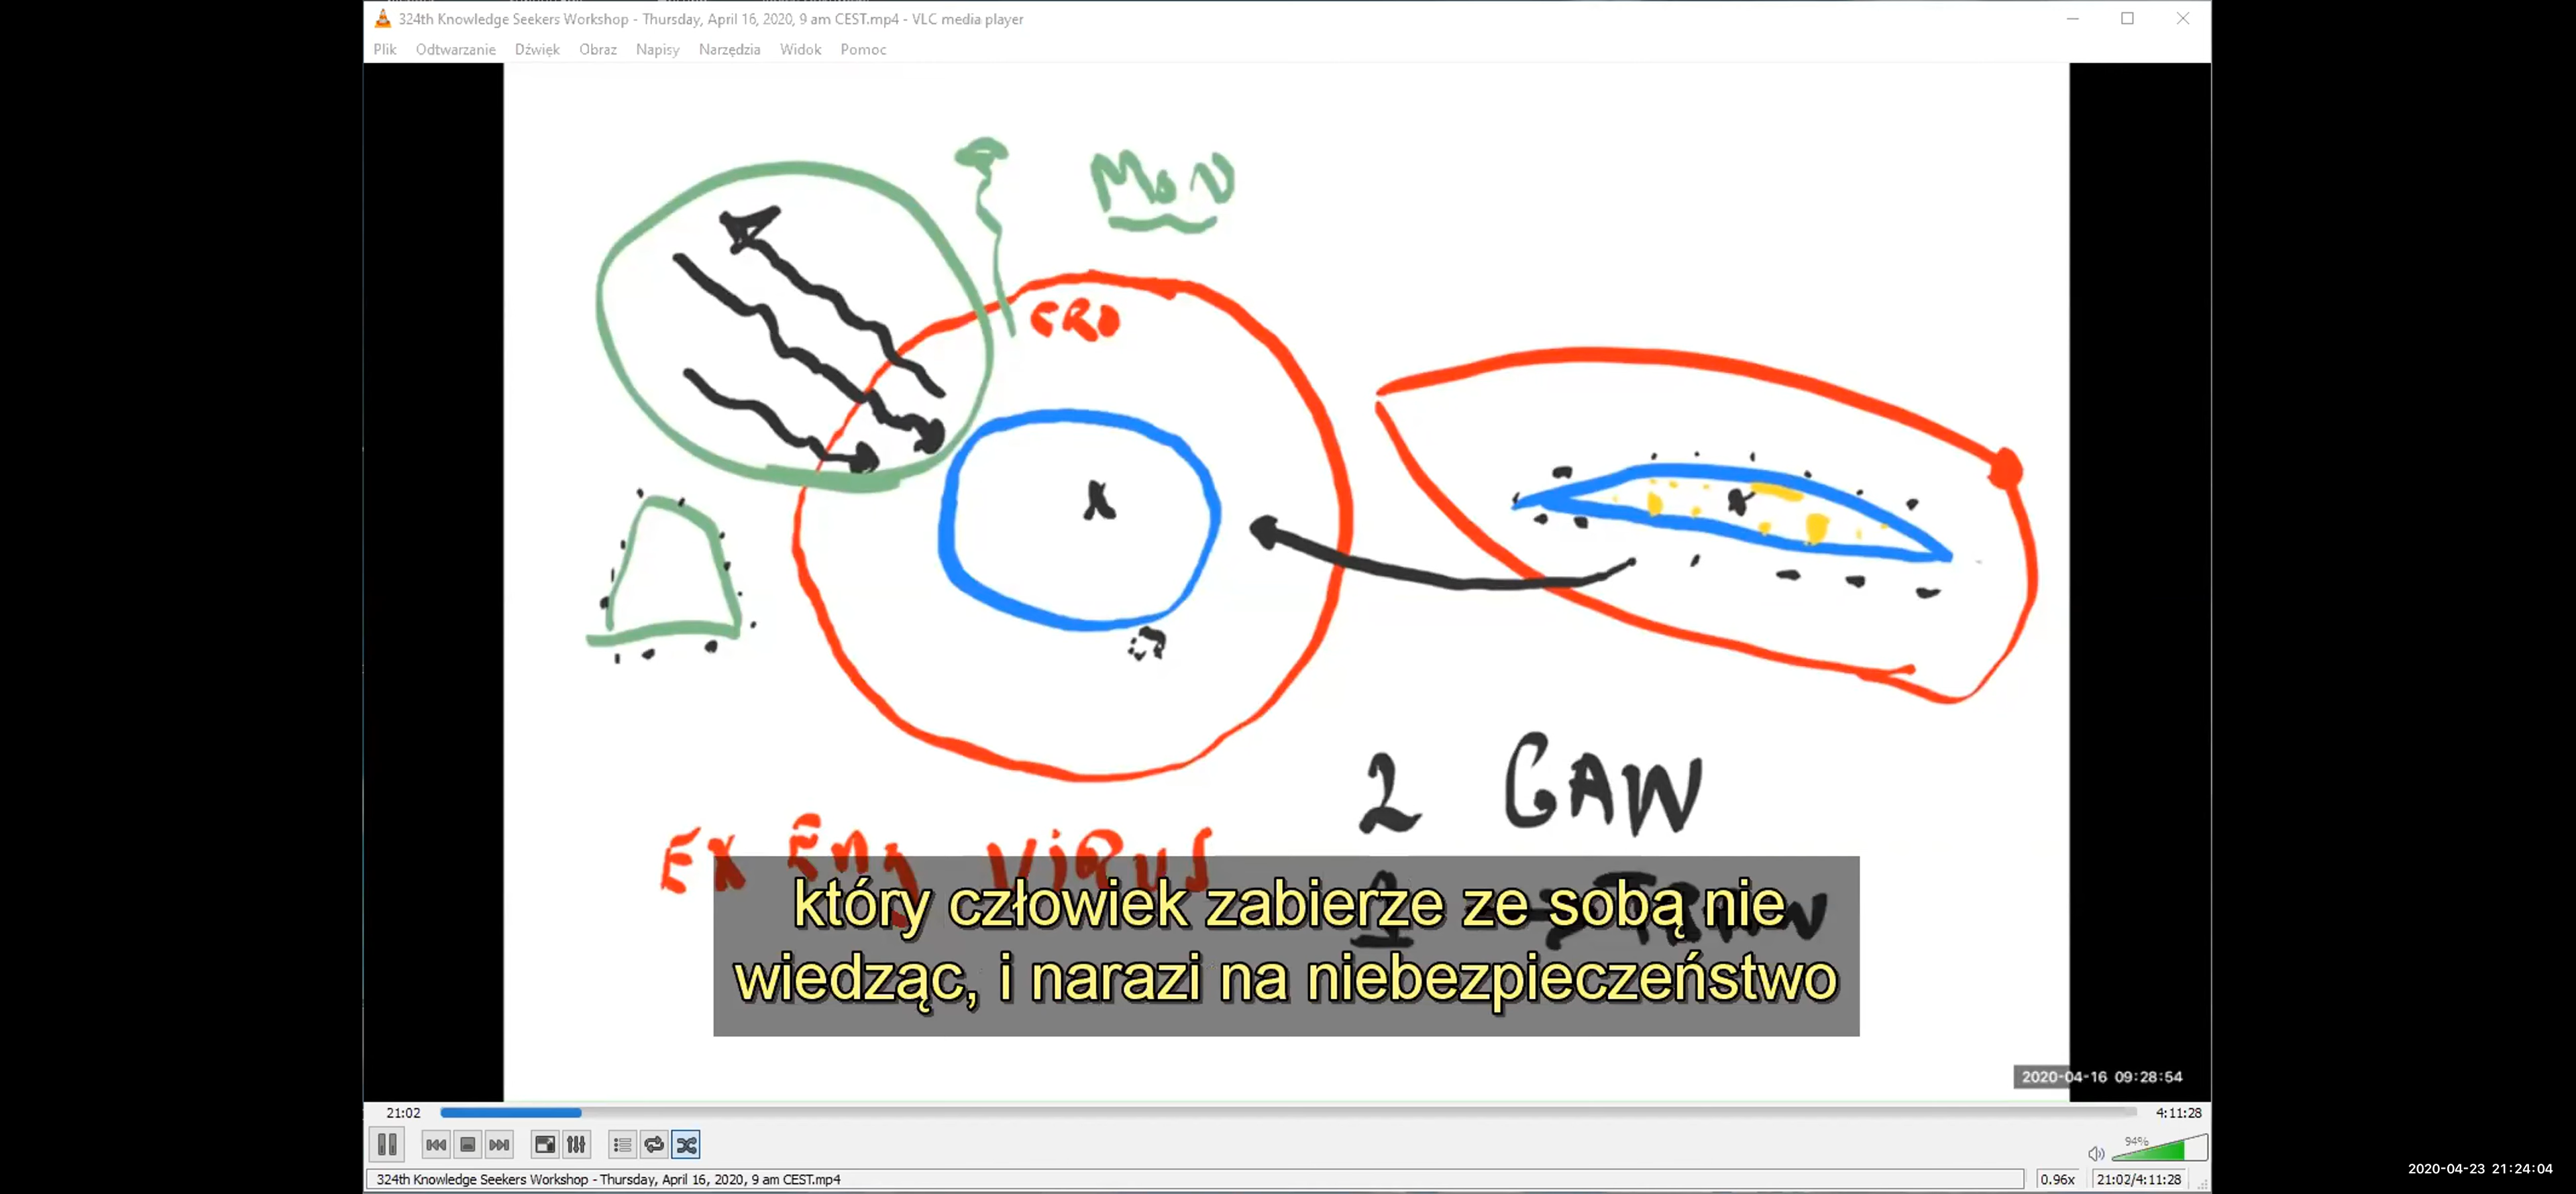 324th Knowledge Seekers Workshop - Thursday, April 16, 2020, 9 am CEST.mp4 - VLC media player
Plik Odtwarzanie Dźwięk Obraz Napisy Narzędzia Widok Pomoc
MoN
ERD
X
2 GAW
Ex Eng ViRUS
który człowiek zabierze ze sobą nie
wiedząc, i narazi na niebezpieczeństwo
2020-04-16 09:28:54
21:02 4:11:28
94%
2020-04-23 21:24:04
324th Knowledge Seekers Workshop - Thursday, April 16, 2020, 9 am CEST.mp4 0.96x 21:02/4:11:28